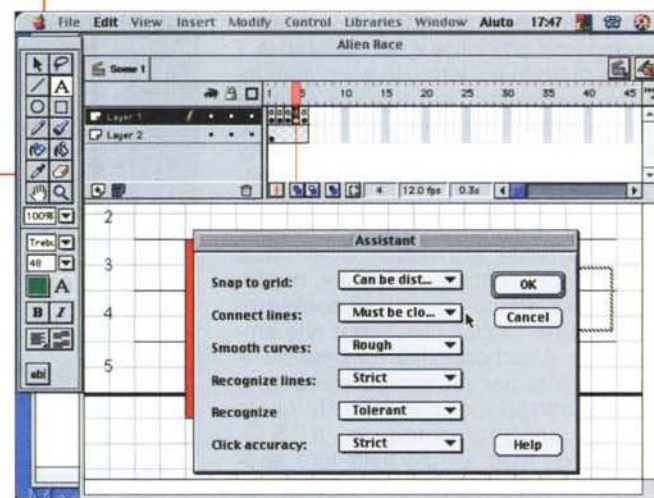 File Edit View Insert Modify Control Libraries Window Aiuto 17:47
Alien Race
Scene 1
1 5 10 15 20 25 30 35 40 45
Layer 1
Layer 2
4 12.0 fps 0.3s
100%
Trebu
48
A
B I
abl
2
3
4
5
Assistant
Snap to grid: Can be dist... OK
Connect lines: Must be clo... Cancel
Smooth curves: Rough
Recognize lines: Strict
Recognize Tolerant
Click accuracy: Strict Help